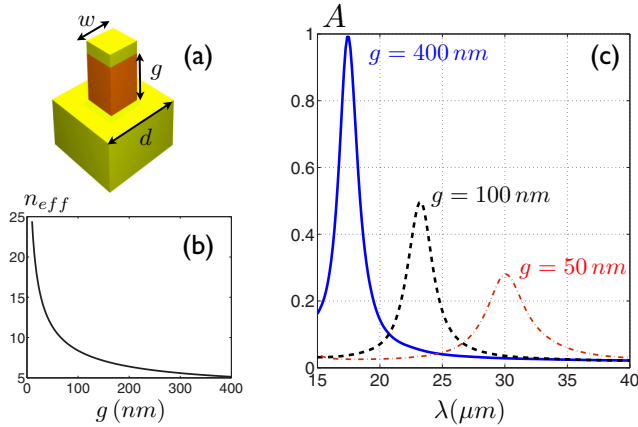 w
(a)
g
d
n_eff
25
20
15
10
5
0
100
200
300
400
g (nm)
(b)
A
(c)
g = 400 nm
g = 100 nm
g = 50 nm
1
0.8
0.6
0.4
0.2
0
15
20
25
30
35
40
λ(μm)